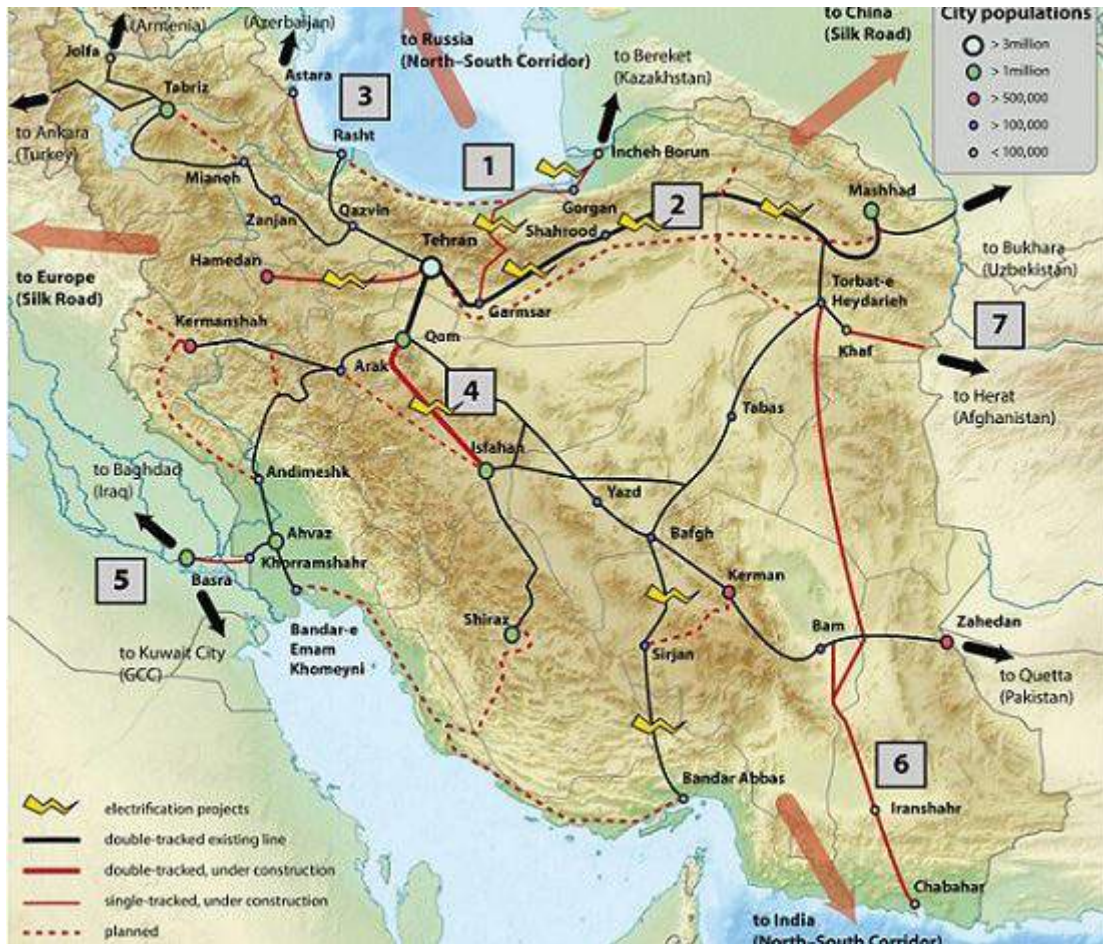 (Armenia)
(Azerbaijan)
Jolfa
Astara
Tabriz
to Ankara
(Turkey)
3
Rasht
to Russia
(North–South Corridor)
to Bereket
(Kazakhstan)
to China
(Silk Road)
City populations
> 3million
> 1million
> 500,000
> 100,000
< 100,000
1
Incheh Borun
Mianeh
Zanjan
Qazvin
Gorgan
2
Mashhad
Shahrood
Tehran
Hamedan
to Europe
(Silk Road)
Garmsar
to Bukhara
(Uzbekistan)
Torbat-e
Heydarieh
7
Kermanshah
Qom
Arak
Khaf
4
to Herat
(Afghanistan)
Tabas
Isfahan
to Baghdad
(Iraq)
Andimeshk
Yazd
Ahvaz
Bafgh
5
Basra
Khorramshahr
Kerman
Bandar-e
Emam
Khomeyni
Shiraz
Bam
Zahedan
Sirjan
to Kuwait City
(GCC)
to Quetta
(Pakistan)
6
Bandar Abbas
Iranshahr
Chabahar
electrification projects
double-tracked existing line
double-tracked, under construction
single-tracked, under construction
planned
to India
(North–South Corridor)